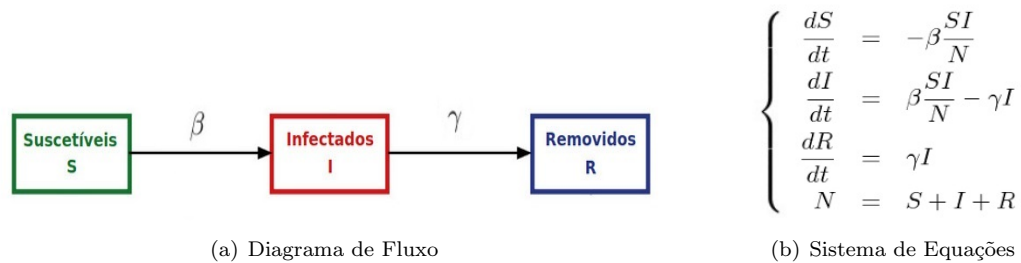 β
γ
Suscetíveis
S
Infectados
I
Removidos
R
(a) Diagrama de Fluxo
dS/dt = -β SI/N
dI/dt = β SI/N - γI
dR/dt = γI
N = S + I + R
(b) Sistema de Equações